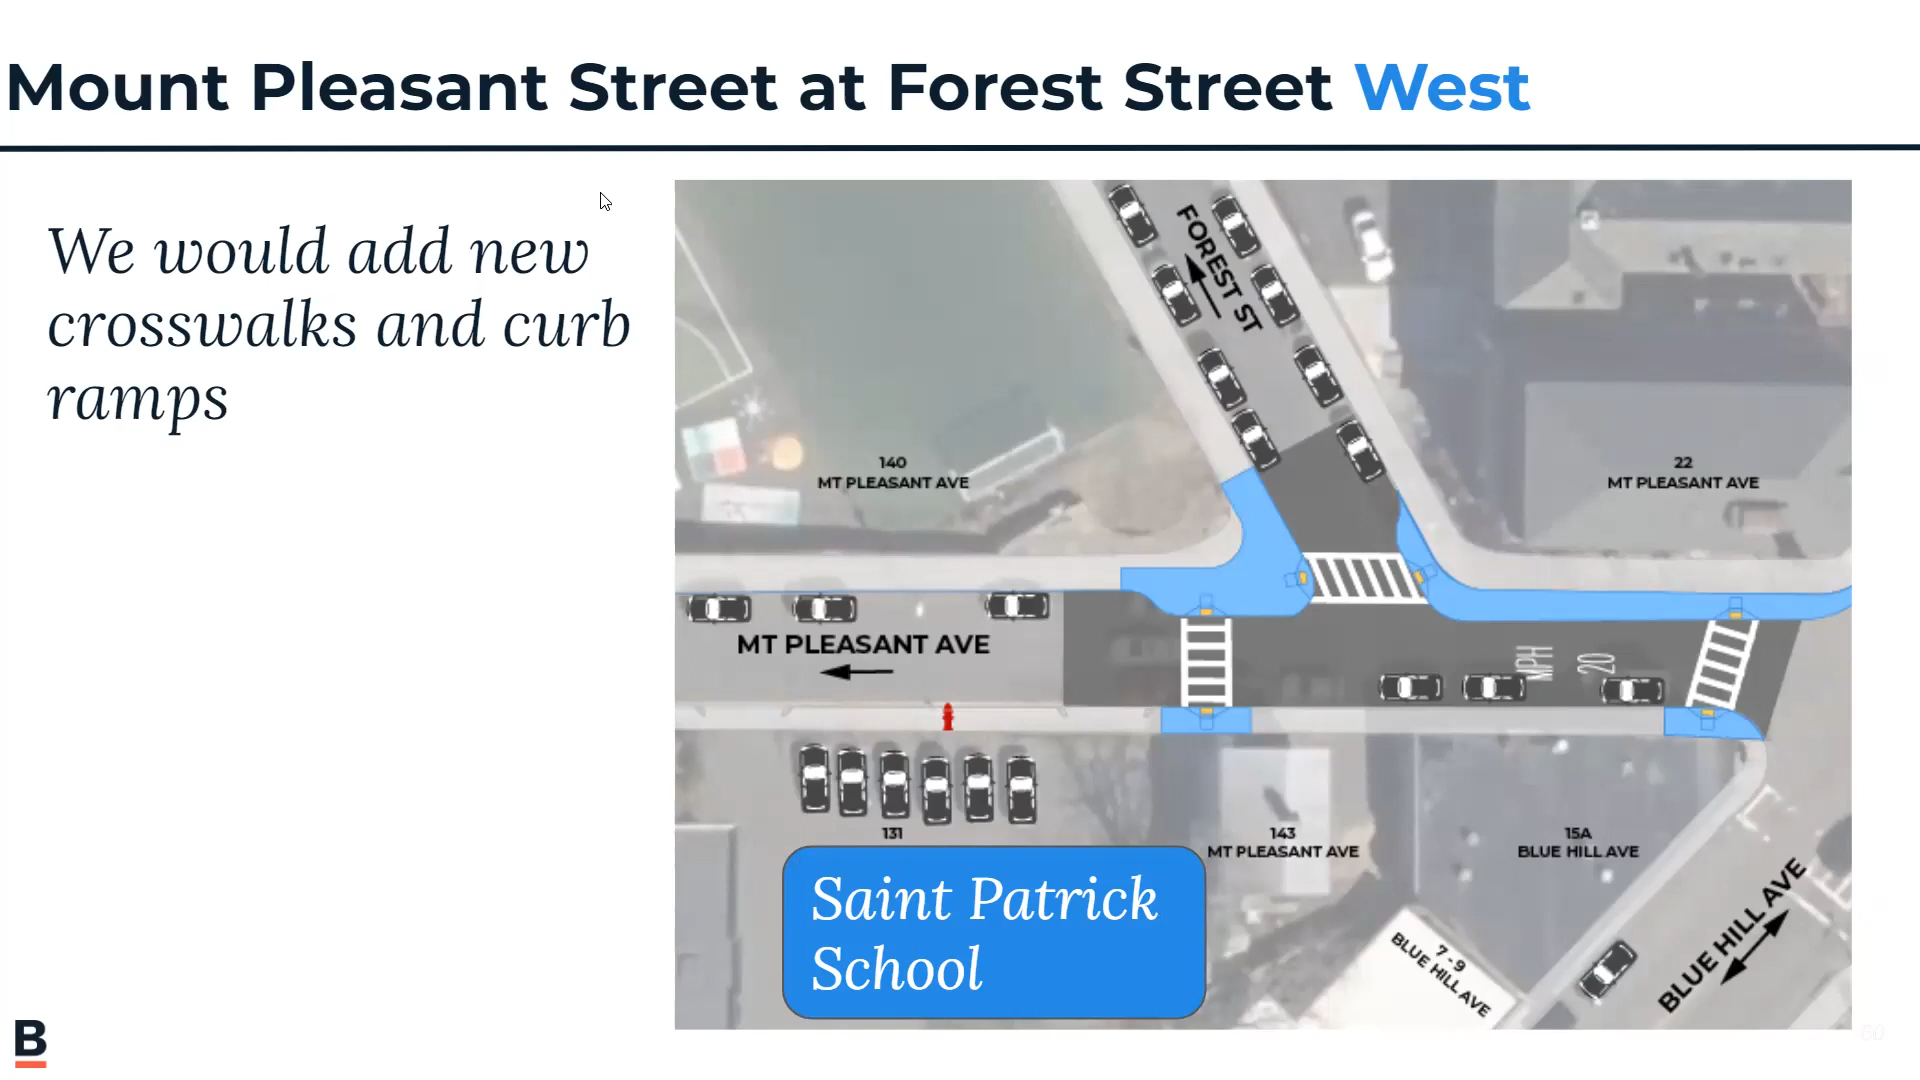 Mount Pleasant Street at Forest Street West
We would add new
crosswalks and curb
ramps
FOREST ST
140
MT PLEASANT AVE
22
MT PLEASANT AVE
MT PLEASANT AVE
MPH
20
131
143
MT PLEASANT AVE
15A
BLUE HILL AVE
Saint Patrick
School
7 - 9
BLUE HILL AVE
BLUE HILL AVE
B
60